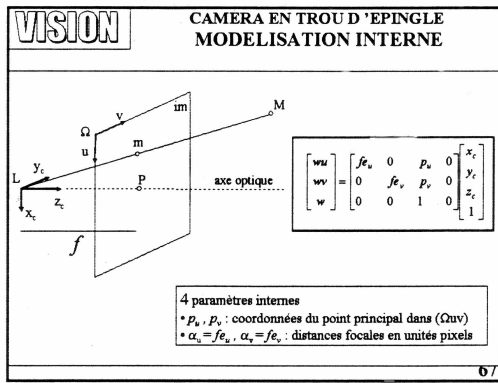 VISION
CAMERA EN TROU D 'EPINGLE
MODELISATION INTERNE
v
im
M
Ω
m
u
y_c
L
P
axe optique
z_c
x_c
f
[wu] [fe_u 0 p_u 0] [x_c]
[wv] = [0 fe_v p_v 0] [y_c]
[w] [0 0 1 0] [z_c]
[1]
4 paramètres internes
• p_u , p_v : coordonnées du point principal dans (Ωuv)
• α_u = fe_u , α_v = fe_v : distances focales en unités pixels